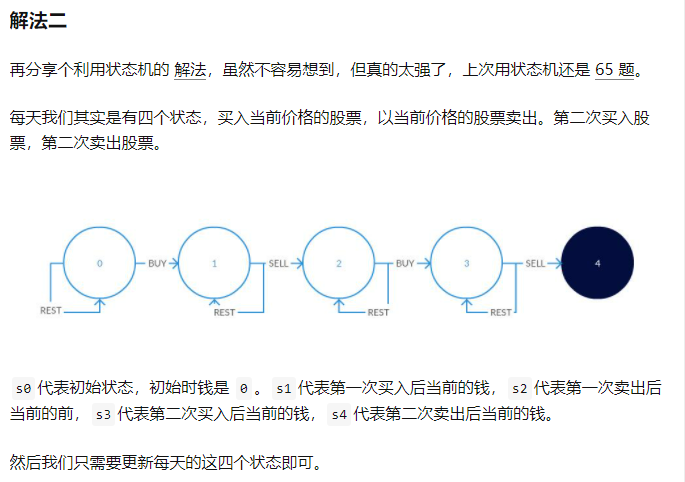 解法二
再分享个利用状态机的 解法，虽然不容易想到，但真的太强了，上次用状态机还是 65 题。
每天我们其实是有四个状态，买入当前价格的股票，以当前价格的股票卖出。第二次买入股
票，第二次卖出股票。
0 BUY 1 SELL 2 BUY 3 SELL 4
REST REST REST REST
s0 代表初始状态，初始时钱是 0 。 s1 代表第一次买入后当前的钱， s2 代表第一次卖出后
当前的前， s3 代表第二次买入后当前的钱， s4 代表第二次卖出后当前的钱。
然后我们只需要更新每天的这四个状态即可。